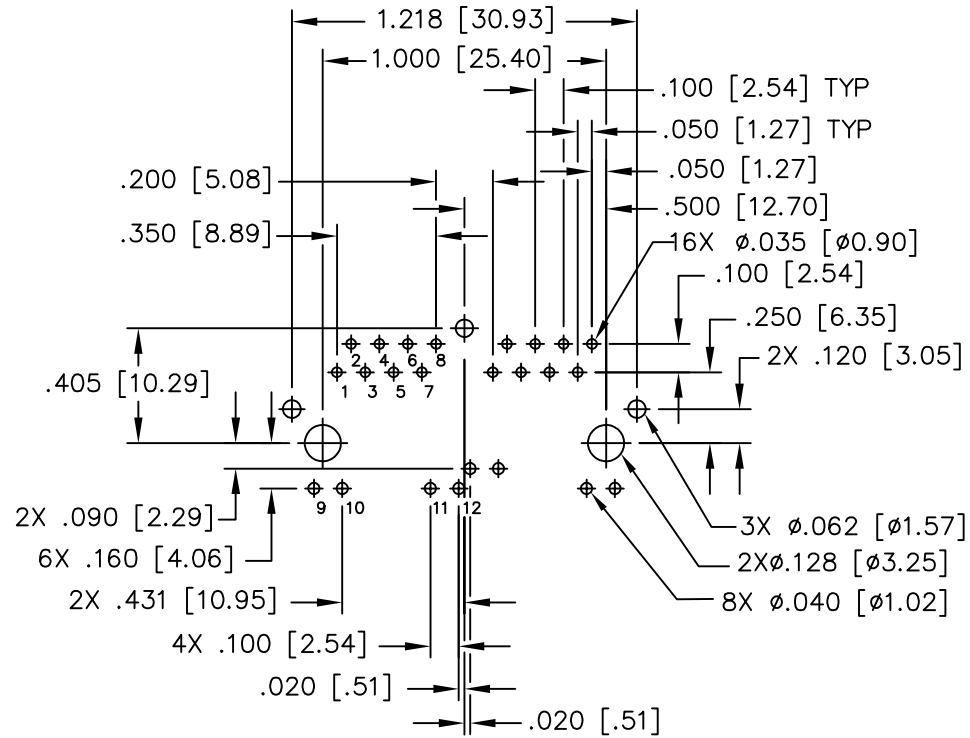 1.218 [30.93]
1.000 [25.40]
.100 [2.54] TYP
.050 [1.27] TYP
.050 [1.27]
.200 [5.08]
.500 [12.70]
.350 [8.89]
16X ø.035 [ø0.90]
.100 [2.54]
.250 [6.35]
2X .120 [3.05]
.405 [10.29]
2 4 6 8
1 3 5 7
9 10 11 12
2X .090 [2.29]
3X ø.062 [ø1.57]
6X .160 [4.06]
2Xø.128 [ø3.25]
2X .431 [10.95]
8X ø.040 [ø1.02]
4X .100 [2.54]
.020 [.51]
.020 [.51]